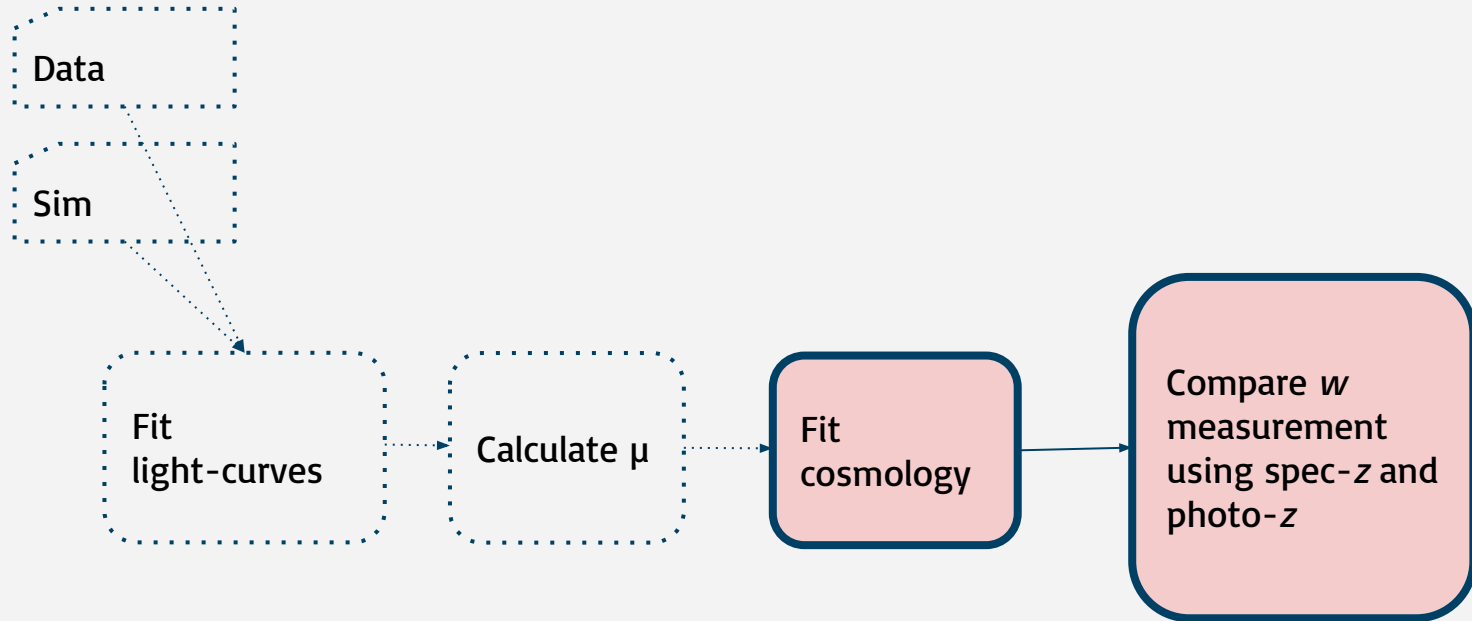 Data
Sim
Fit
light-curves
Calculate μ
Fit
cosmology
Compare w
measurement
using spec-z and
photo-z